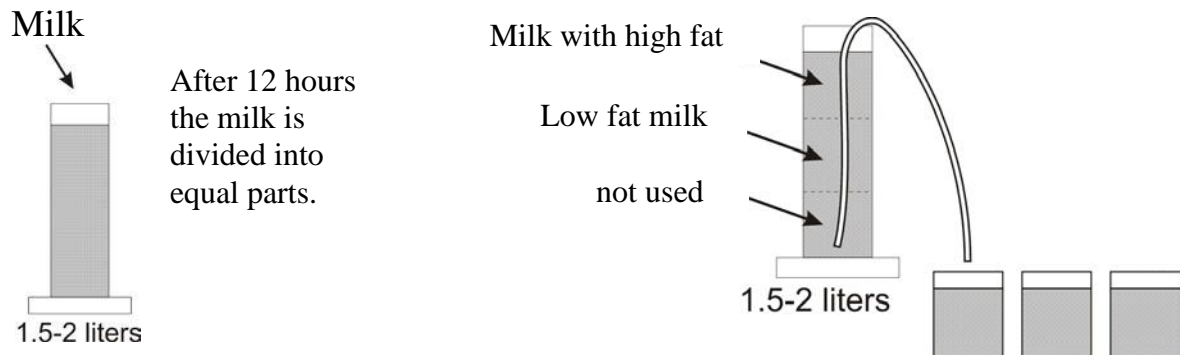 Milk
After 12 hours
the milk is
divided into
equal parts.
1.5-2 liters
Milk with high fat
Low fat milk
not used
1.5-2 liters